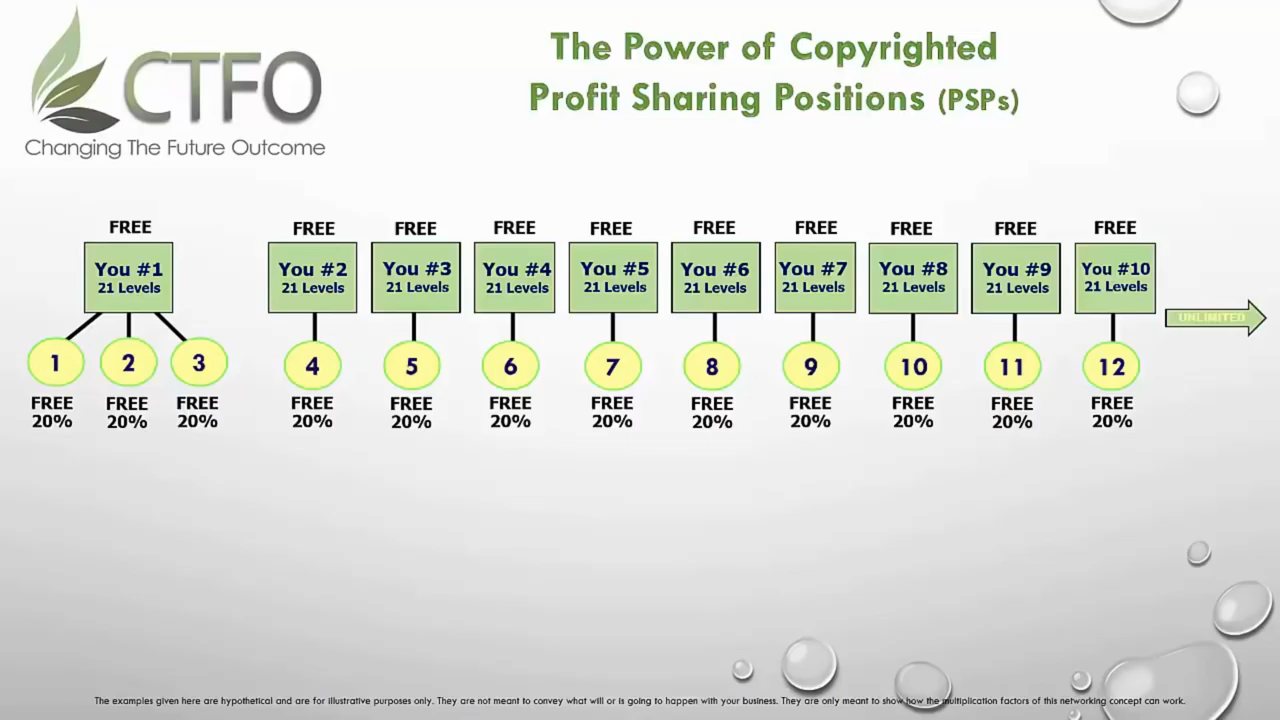 CTFO
Changing The Future Outcome
The Power of Copyrighted
Profit Sharing Positions (PSPs)
FREE FREE FREE FREE FREE FREE FREE FREE FREE FREE
You #1 You #2 You #3 You #4 You #5 You #6 You #7 You #8 You #9 You #10
21 Levels 21 Levels 21 Levels 21 Levels 21 Levels 21 Levels 21 Levels 21 Levels 21 Levels 21 Levels
UNLIMITED
1 2 3 4 5 6 7 8 9 10 11 12
FREE FREE FREE FREE FREE FREE FREE FREE FREE FREE FREE FREE
20% 20% 20% 20% 20% 20% 20% 20% 20% 20% 20% 20%
The examples given here are hypothetical and are for illustrative purposes only. They are not meant to convey what will or is going to happen with your business. They are only meant to show how the multiplication factors of this networking concept can work.